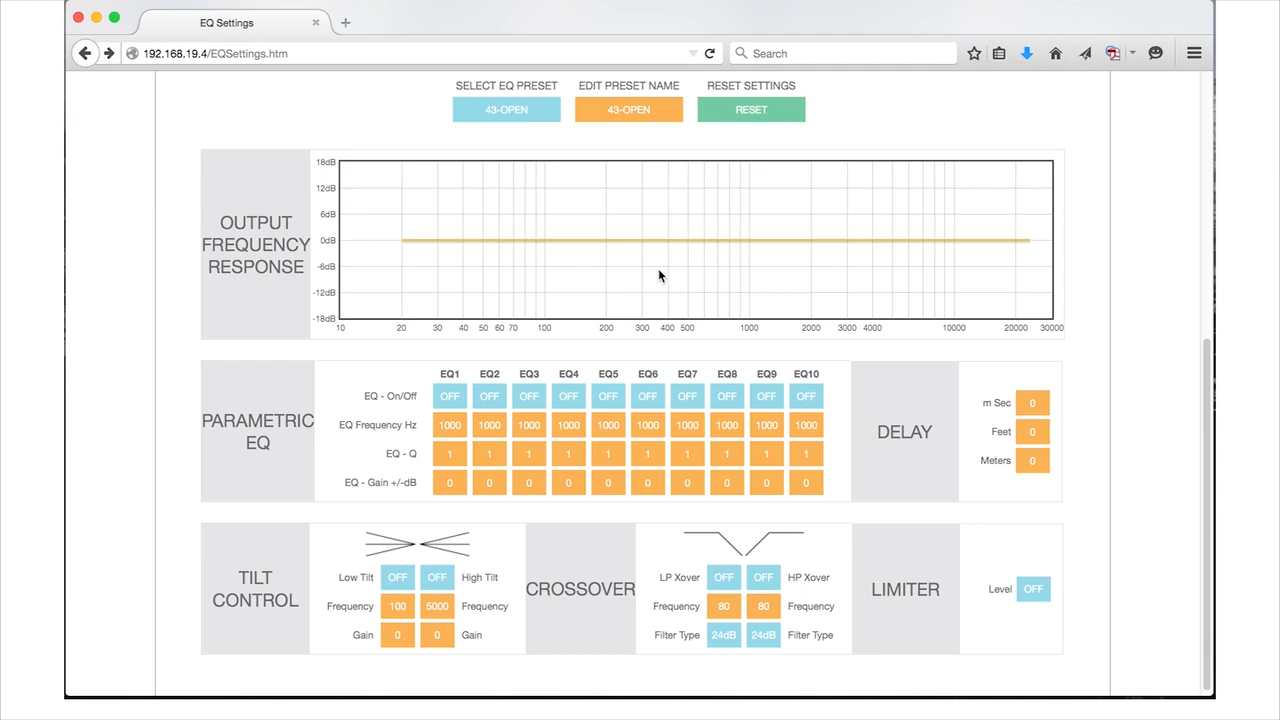 EQ Settings
192.168.19.4/EQSettings.htm
Search
SELECT EQ PRESET EDIT PRESET NAME RESET SETTINGS
43-OPEN 43-OPEN RESET
OUTPUT
FREQUENCY
RESPONSE
18dB
12dB
6dB
0dB
-6dB
-12dB
-18dB
10 20 30 40 50 60 70 100 200 300 400 500 1000 2000 3000 4000 10000 20000 30000
PARAMETRIC
EQ
EQ1 EQ2 EQ3 EQ4 EQ5 EQ6 EQ7 EQ8 EQ9 EQ10
EQ - On/Off OFF OFF OFF OFF OFF OFF OFF OFF OFF OFF
EQ Frequency Hz 1000 1000 1000 1000 1000 1000 1000 1000 1000 1000
EQ - Q 1 1 1 1 1 1 1 1 1 1
EQ - Gain +/-dB 0 0 0 0 0 0 0 0 0 0
DELAY
m Sec 0
Feet 0
Meters 0
TILT
CONTROL
Low Tilt OFF OFF High Tilt
Frequency 100 5000 Frequency
Gain 0 0 Gain
CROSSOVER
LP Xover OFF OFF HP Xover
Frequency 80 80 Frequency
Filter Type 24dB 24dB Filter Type
LIMITER
Level OFF